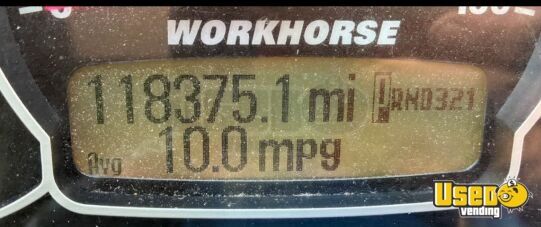 WORKHORSE
118375.1 mi ! RND321
Avg 10.0 mpg
Used
vending